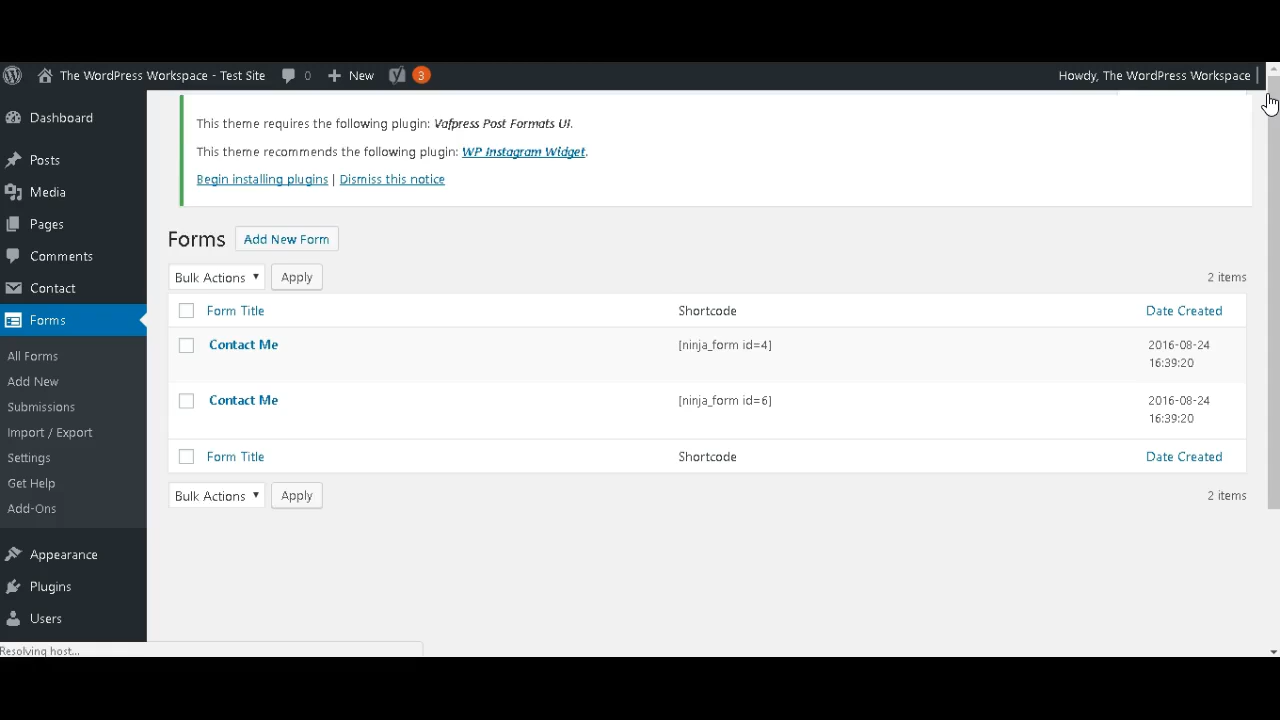 The WordPress Workspace - Test Site 0 New 3 Howdy, The WordPress Workspace
Dashboard
Posts
Media
Pages
Comments
Contact
Forms
All Forms
Add New
Submissions
Import / Export
Settings
Get Help
Add-Ons
Appearance
Plugins
Users
Resolving host...
This theme requires the following plugin: Vafpress Post Formats UI.
This theme recommends the following plugin: WP Instagram Widget.
Begin installing plugins | Dismiss this notice
Forms Add New Form
Bulk Actions Apply 2 items
Form Title Shortcode Date Created
Contact Me [ninja_form id=4] 2016-08-24
16:39:20
Contact Me [ninja_form id=6] 2016-08-24
16:39:20
Form Title Shortcode Date Created
Bulk Actions Apply 2 items